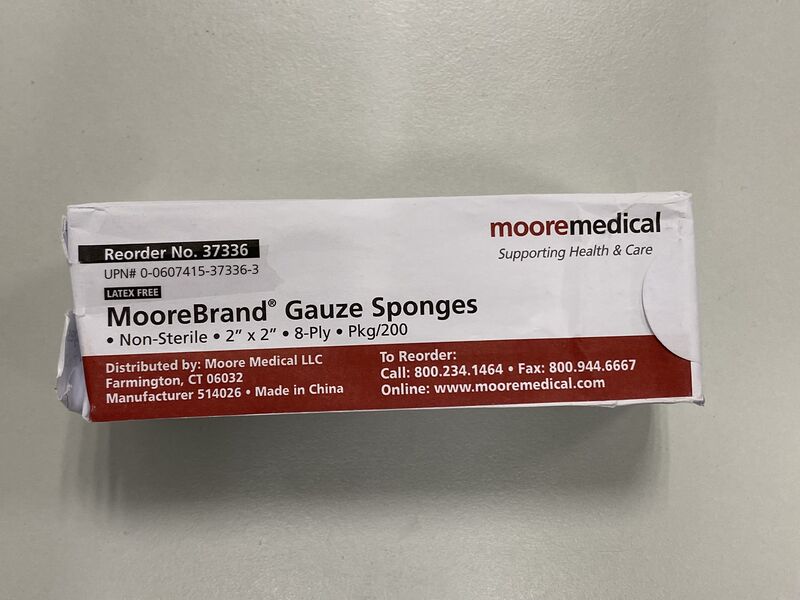 Reorder No. 37336
UPN# 0-0607415-37336-3
LATEX FREE
mooremedical
Supporting Health & Care
MooreBrand® Gauze Sponges
• Non-Sterile • 2” x 2” • 8-Ply • Pkg/200
Distributed by: Moore Medical LLC
Farmington, CT 06032
Manufacturer 514026 • Made in China
To Reorder:
Call: 800.234.1464 • Fax: 800.944.6667
Online: www.mooremedical.com